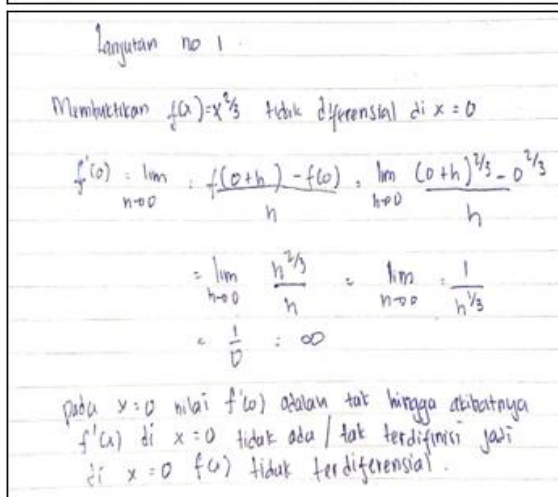 Lanjutan no 1.
Membuktikan f(x)=x^2/3 tidak diferensial di x = 0
f'(0) = lim h→0 = f(0+h) - f(0) / h = lim h→0 (0+h)^2/3 - 0^2/3 / h
= lim h→0 h^2/3 / h = lim h→0 = 1 / h^1/3
= 1/0 = ∞
pada x=0 nilai f'(0) adalah tak hingga akibatnya
f'(x) di x=0 tidak ada / tak terdifinisi jadi
di x=0 f(x) tidak terdiferensial.